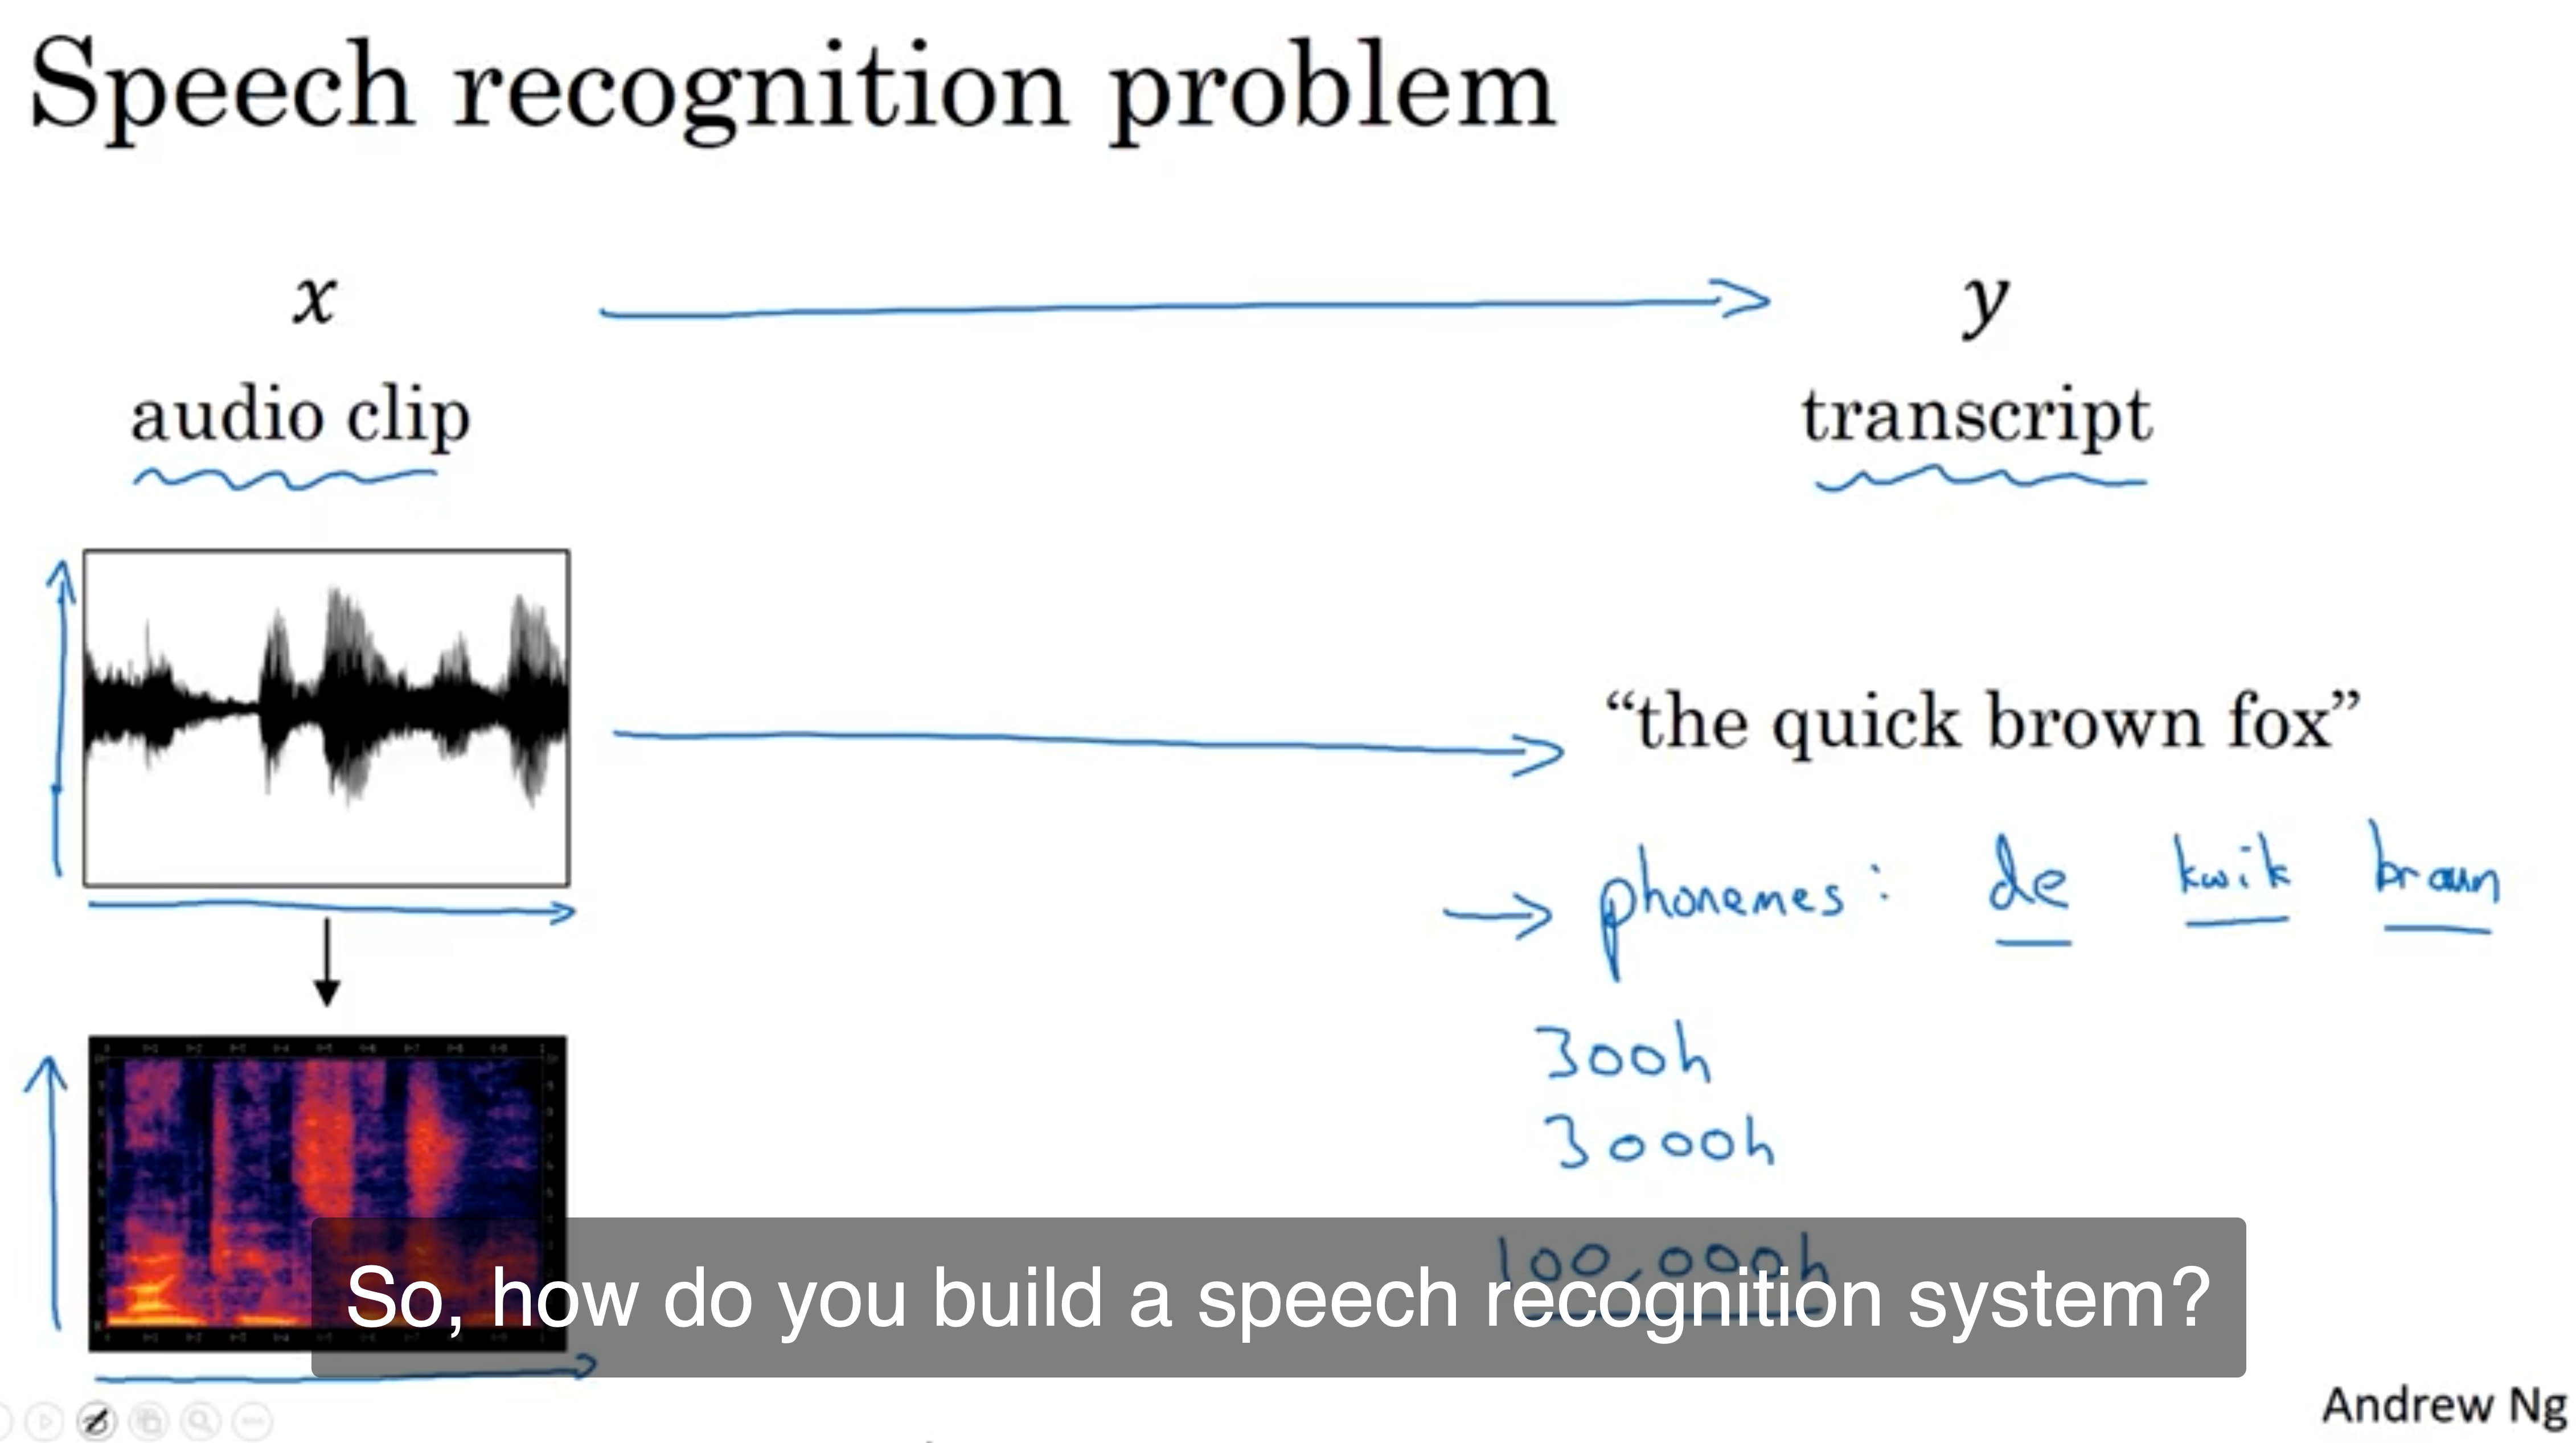 Speech recognition problem
x
y
audio clip
transcript
“the quick brown fox”
phonemes : de kwik braun
300h
3000h
100,000h
So, how do you build a speech recognition system?
Andrew Ng